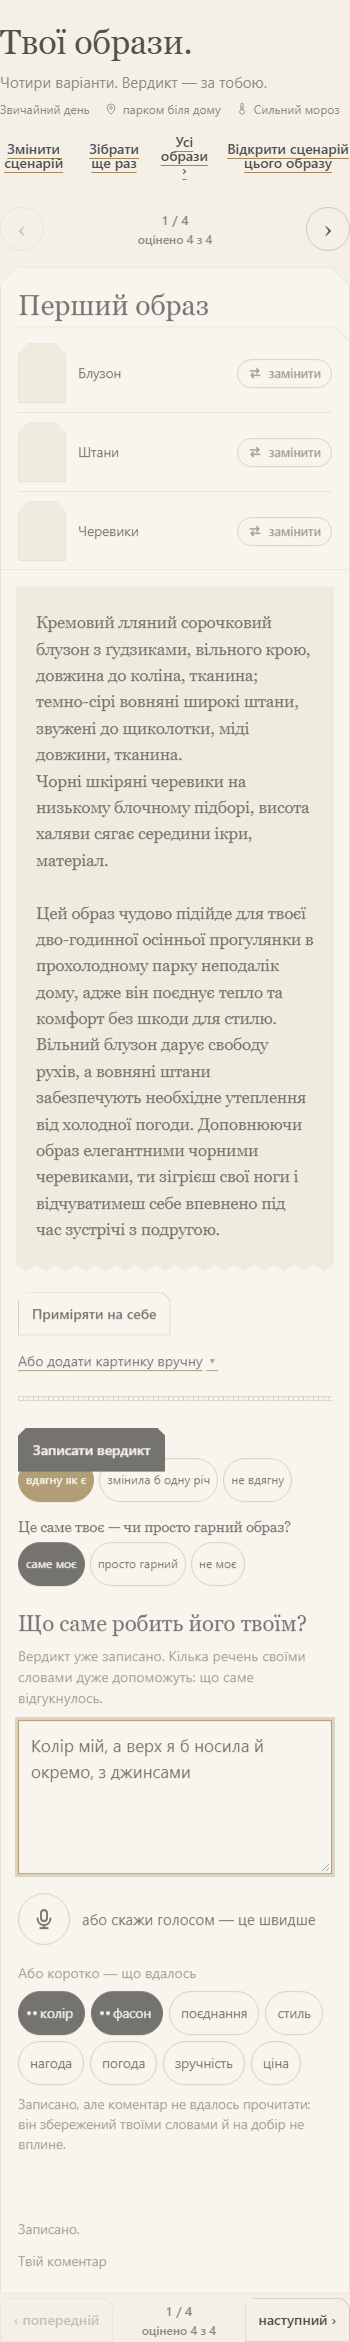 Твої образи.
Чотири варіанти. Вердикт — за тобою.
Звичайний день парком біля дому Сильний мороз
Змінити сценарій
Зібрати ще раз
Усі образи ›
Відкрити сценарій цього образу
‹ 1 / 4 ›
оцінено 4 з 4
Перший образ
Блузон замінити
Штани замінити
Черевики замінити
Кремовий лляний сорочковий
блузон з ґудзиками, вільного крою,
довжина до коліна, тканина;
темно-сірі вовняні широкі штани,
звужені до щиколотки, міді
довжини, тканина.
Чорні шкіряні черевики на
низькому блочному підборі, висота
халяви сягає середини ікри,
матеріал.
Цей образ чудово підійде для твоєї
дво-годинної осінньої прогулянки в
прохолодному парку неподалік
дому, адже він поєднує тепло та
комфорт без шкоди для стилю.
Вільний блузон дарує свободу
рухів, а вовняні штани
забезпечують необхідне утеплення
від холодної погоди. Доповнюючи
образ елегантними чорними
черевиками, ти зігрієш свої ноги і
відчуватимеш себе впевнено під
час зустрічі з подругою.
Приміряти на себе
Або додати картинку вручну
Записати вердикт
вдягну як є змінила б одну річ не вдягну
Це саме твоє — чи просто гарний образ?
саме моє просто гарний не моє
Що саме робить його твоїм?
Вердикт уже записано. Кілька речень своїми
словами дуже допоможуть: що саме
відгукнулось.
Колір мій, а верх я б носила й
окремо, з джинсами
або скажи голосом — це швидше
Або коротко — що вдалось
колір фасон поєднання стиль
нагода погода зручність ціна
Записано, але коментар не вдалось прочитати:
він збережений твоїми словами й на добір не
вплине.
Записано.
Твій коментар
‹ попередній 1 / 4 наступний ›
оцінено 4 з 4